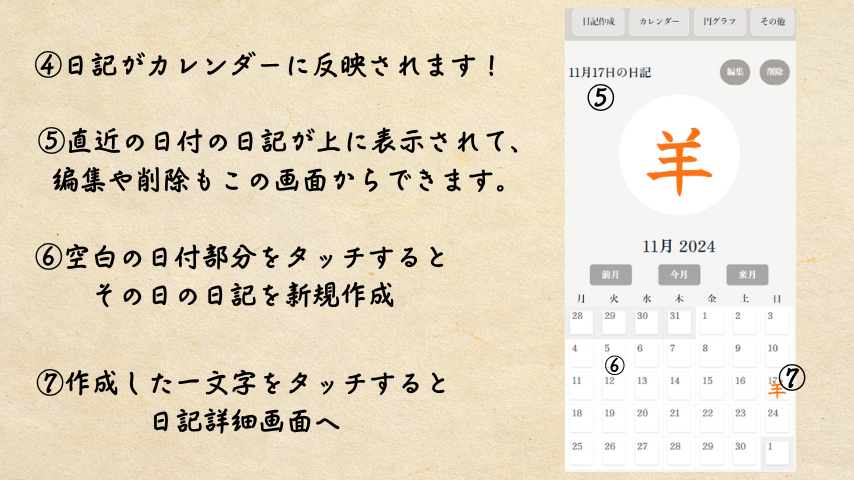 ④日記がカレンダーに反映されます！
⑤直近の日付の日記が上に表示されて、
編集や削除もこの画面からできます。
⑥空白の日付部分をタッチすると
その日の日記を新規作成
⑦作成した一文字をタッチすると
日記詳細画面へ
日記作成 カレンダー 円グラフ その他
11月17日の日記 編集 削除
⑤
羊
11月 2024
前月 今月 来月
月 火 水 木 金 土 日
28 29 30 31 1 2 3
4 5 6 7 8 9 10
⑥
11 12 13 14 15 16 17
羊 ⑦
18 19 20 21 22 23 24
25 26 27 28 29 30 1